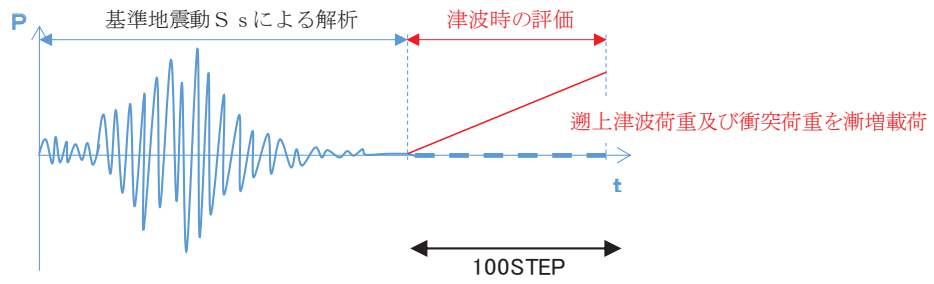 P
基準地震動Ｓｓによる解析
津波時の評価
遡上津波荷重及び衝突荷重を漸増載荷
t
100STEP